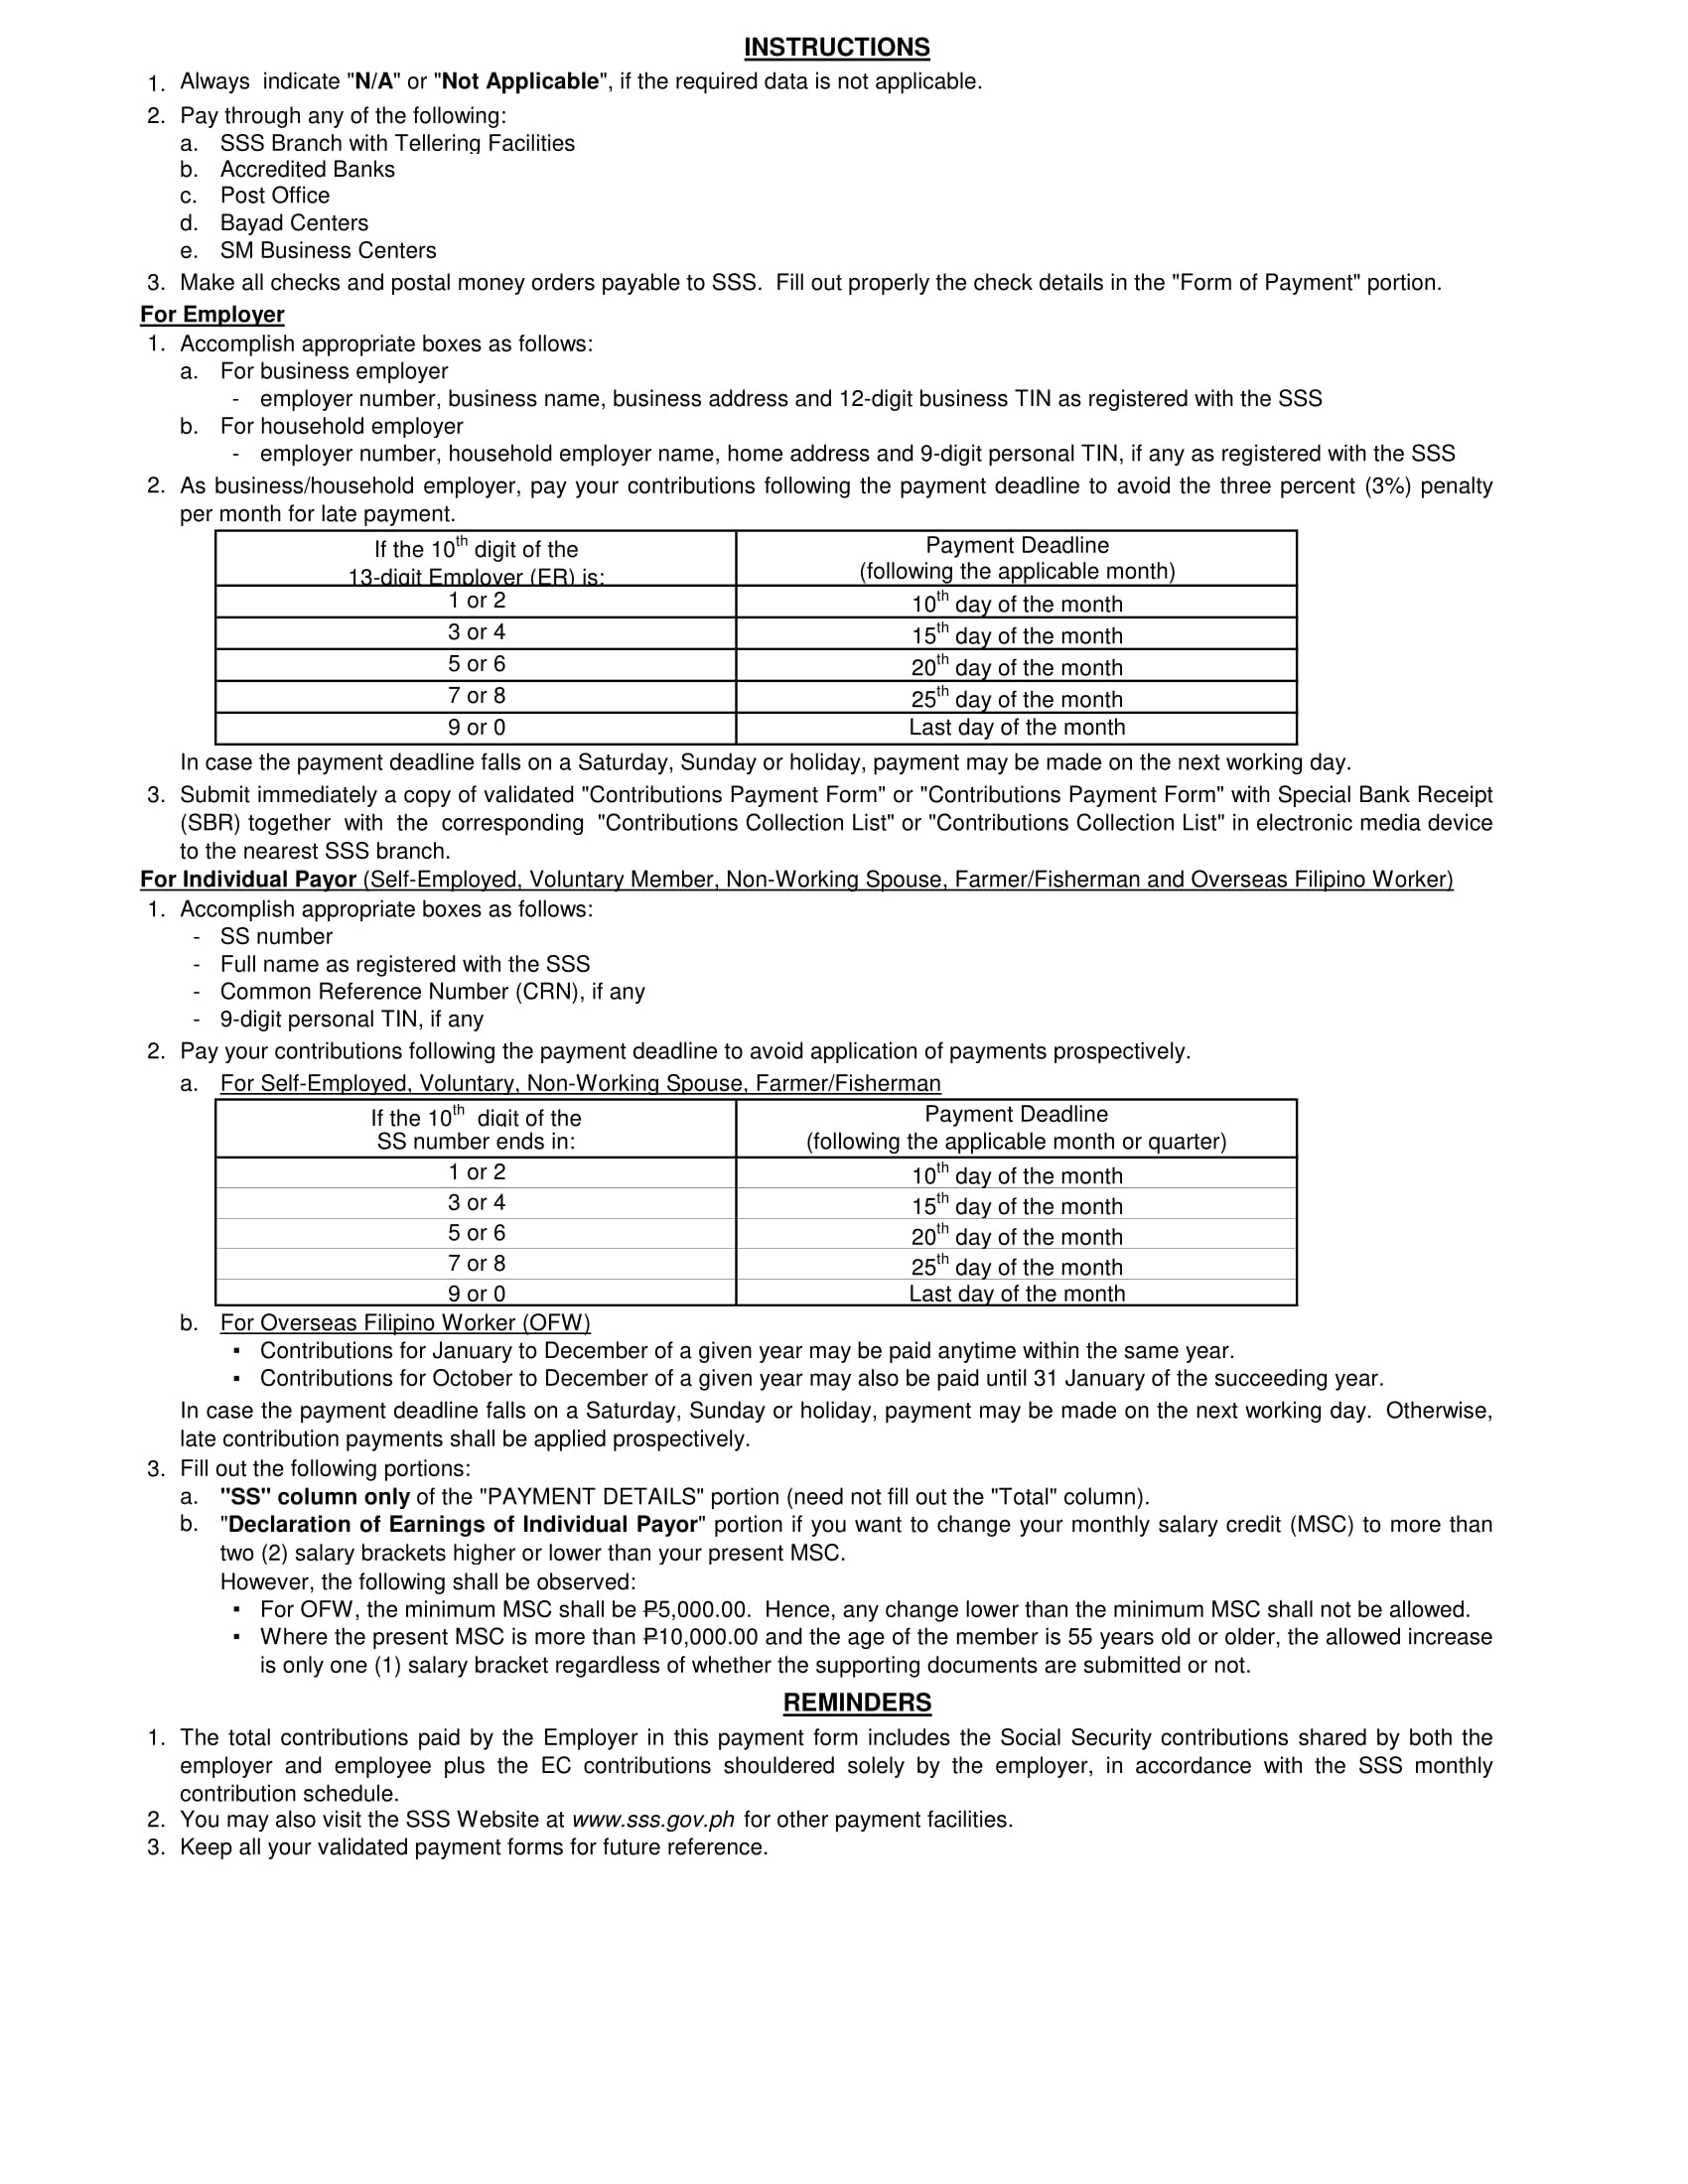 INSTRUCTIONS
1. Always indicate "N/A" or "Not Applicable", if the required data is not applicable.
2. Pay through any of the following:
a. SSS Branch with Tellering Facilities
b. Accredited Banks
c. Post Office
d. Bayad Centers
e. SM Business Centers
3. Make all checks and postal money orders payable to SSS. Fill out properly the check details in the "Form of Payment" portion.
For Employer
1. Accomplish appropriate boxes as follows:
a. For business employer
- employer number, business name, business address and 12-digit business TIN as registered with the SSS
b. For household employer
- employer number, household employer name, home address and 9-digit personal TIN, if any as registered with the SSS
2. As business/household employer, pay your contributions following the payment deadline to avoid the three percent (3%) penalty
per month for late payment.
If the 10th digit of the
13-digit Employer (ER) is:
Payment Deadline
(following the applicable month)
1 or 2 10th day of the month
3 or 4 15th day of the month
5 or 6 20th day of the month
7 or 8 25th day of the month
9 or 0 Last day of the month
In case the payment deadline falls on a Saturday, Sunday or holiday, payment may be made on the next working day.
3. Submit immediately a copy of validated "Contributions Payment Form" or "Contributions Payment Form" with Special Bank Receipt
(SBR) together with the corresponding "Contributions Collection List" or "Contributions Collection List" in electronic media device
to the nearest SSS branch.
For Individual Payor (Self-Employed, Voluntary Member, Non-Working Spouse, Farmer/Fisherman and Overseas Filipino Worker)
1. Accomplish appropriate boxes as follows:
- SS number
- Full name as registered with the SSS
- Common Reference Number (CRN), if any
- 9-digit personal TIN, if any
2. Pay your contributions following the payment deadline to avoid application of payments prospectively.
a. For Self-Employed, Voluntary, Non-Working Spouse, Farmer/Fisherman
If the 10th digit of the
SS number ends in:
Payment Deadline
(following the applicable month or quarter)
1 or 2 10th day of the month
3 or 4 15th day of the month
5 or 6 20th day of the month
7 or 8 25th day of the month
9 or 0 Last day of the month
b. For Overseas Filipino Worker (OFW)
▪ Contributions for January to December of a given year may be paid anytime within the same year.
▪ Contributions for October to December of a given year may also be paid until 31 January of the succeeding year.
In case the payment deadline falls on a Saturday, Sunday or holiday, payment may be made on the next working day. Otherwise,
late contribution payments shall be applied prospectively.
3. Fill out the following portions:
a. "SS" column only of the "PAYMENT DETAILS" portion (need not fill out the "Total" column).
b. "Declaration of Earnings of Individual Payor" portion if you want to change your monthly salary credit (MSC) to more than
two (2) salary brackets higher or lower than your present MSC.
However, the following shall be observed:
▪ For OFW, the minimum MSC shall be ₱5,000.00. Hence, any change lower than the minimum MSC shall not be allowed.
▪ Where the present MSC is more than ₱10,000.00 and the age of the member is 55 years old or older, the allowed increase
is only one (1) salary bracket regardless of whether the supporting documents are submitted or not.
REMINDERS
1. The total contributions paid by the Employer in this payment form includes the Social Security contributions shared by both the
employer and employee plus the EC contributions shouldered solely by the employer, in accordance with the SSS monthly
contribution schedule.
2. You may also visit the SSS Website at www.sss.gov.ph for other payment facilities.
3. Keep all your validated payment forms for future reference.